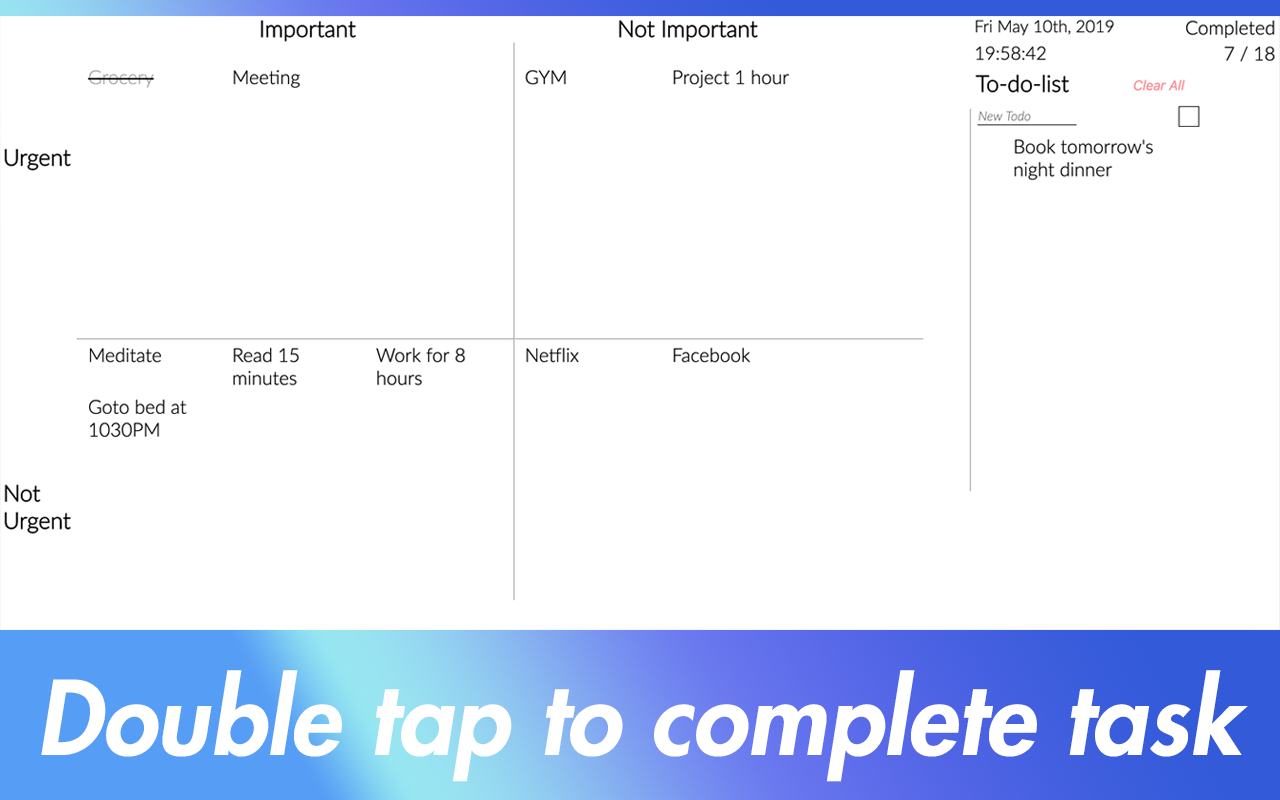 Important
Not Important
Fri May 10th, 2019
Completed
19:58:42
7 / 18
To-do-list
Clear All
New Todo
Book tomorrow's
night dinner
Urgent
Grocery
Meeting
GYM
Project 1 hour
Not
Urgent
Meditate
Read 15
minutes
Work for 8
hours
Goto bed at
1030PM
Netflix
Facebook
Double tap to complete task